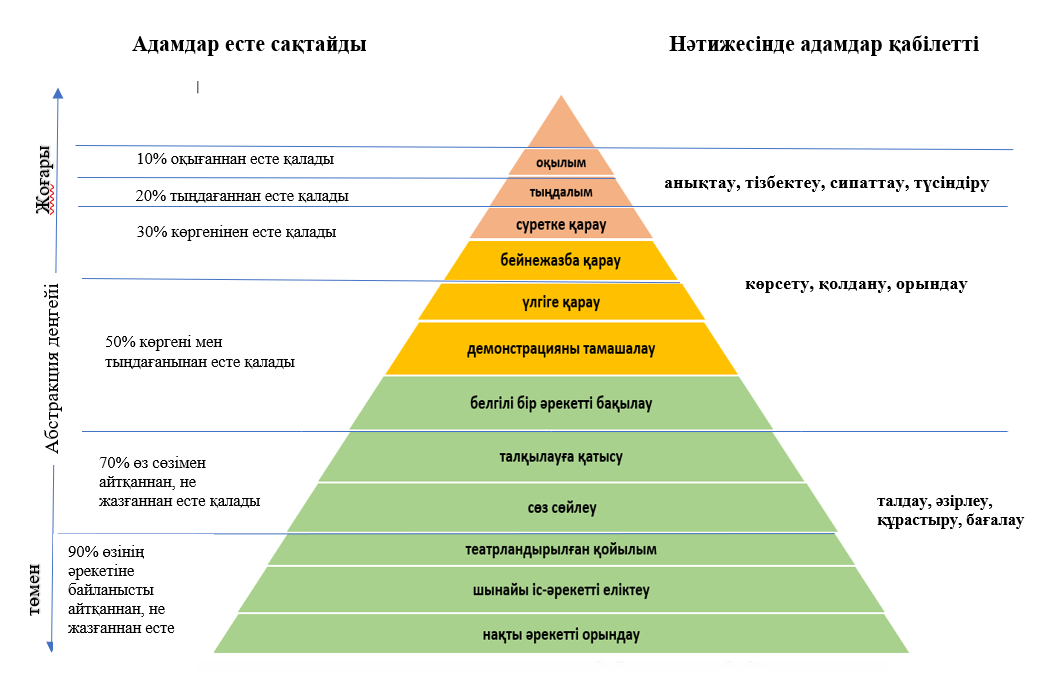 Адамдар есте сақтайды
Нәтижесінде адамдар қабілетті
Жоғары
Абстракция деңгейі
төмен
10% оқығаннан есте қалады
20% тыңдағаннан есте қалады
30% көргенінен есте қалады
50% көргені мен
тыңдағанынан есте қалады
70% өз сөзімен
айтқаннан, не
жазғаннан есте қалады
90% өзінің
әрекетіне
байланысты
айтқаннан, не
жазғаннан есте
оқылым
тыңдалым
суретке қарау
бейнежазба қарау
үлгіге қарау
демонстрацияны тамашалау
белгілі бір әрекетті бақылау
талқылауға қатысу
сөз сөйлеу
театрландырылған қойылым
шынайы іс-әрекетті еліктеу
нақты әрекетті орындау
анықтау, тізбектеу, сипаттау, түсіндіру
көрсету, қолдану, орындау
талдау, әзірлеу,
құрастыру, бағалау